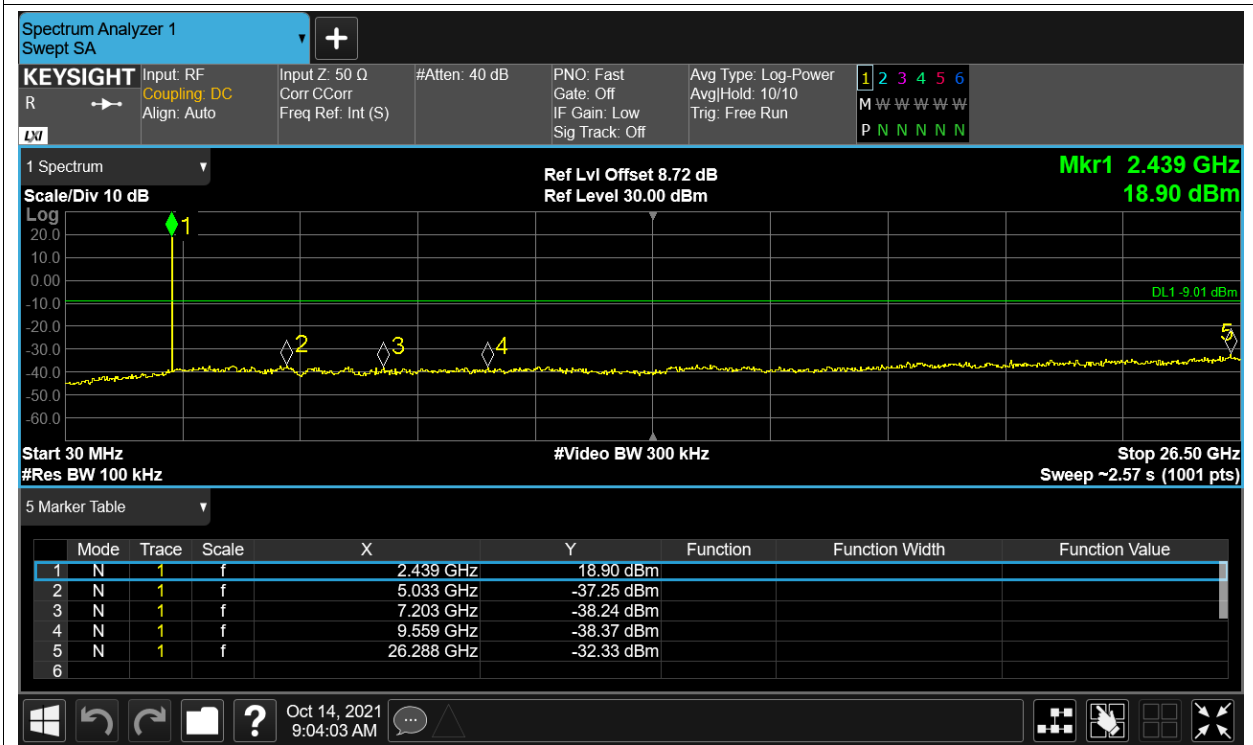 Spectrum Analyzer 1
Swept SA
KEYSIGHT Input: RF Input Z: 50 Ω #Atten: 40 dB PNO: Fast Avg Type: Log-Power 1 2 3 4 5 6
R Coupling: DC Corr CCorr Gate: Off Avg|Hold: 10/10 M W W W W W
Align: Auto Freq Ref: Int (S) IF Gain: Low Trig: Free Run
LXI Sig Track: Off P N N N N N
1 Spectrum Ref Lvl Offset 8.72 dB Mkr1 2.439 GHz
Scale/Div 10 dB Ref Level 30.00 dBm 18.90 dBm
Log
1
20.0
10.0
0.00
DL1 -9.01 dBm
-10.0
-20.0
2 3 4 5
-30.0
-40.0
-50.0
-60.0
Start 30 MHz #Video BW 300 kHz Stop 26.50 GHz
#Res BW 100 kHz Sweep ~2.57 s (1001 pts)
5 Marker Table
Mode Trace Scale X Y Function Function Width Function Value
1 N 1 f 2.439 GHz 18.90 dBm
2 N 1 f 5.033 GHz -37.25 dBm
3 N 1 f 7.203 GHz -38.24 dBm
4 N 1 f 9.559 GHz -38.37 dBm
5 N 1 f 26.288 GHz -32.33 dBm
6
? Oct 14, 2021
9:04:03 AM